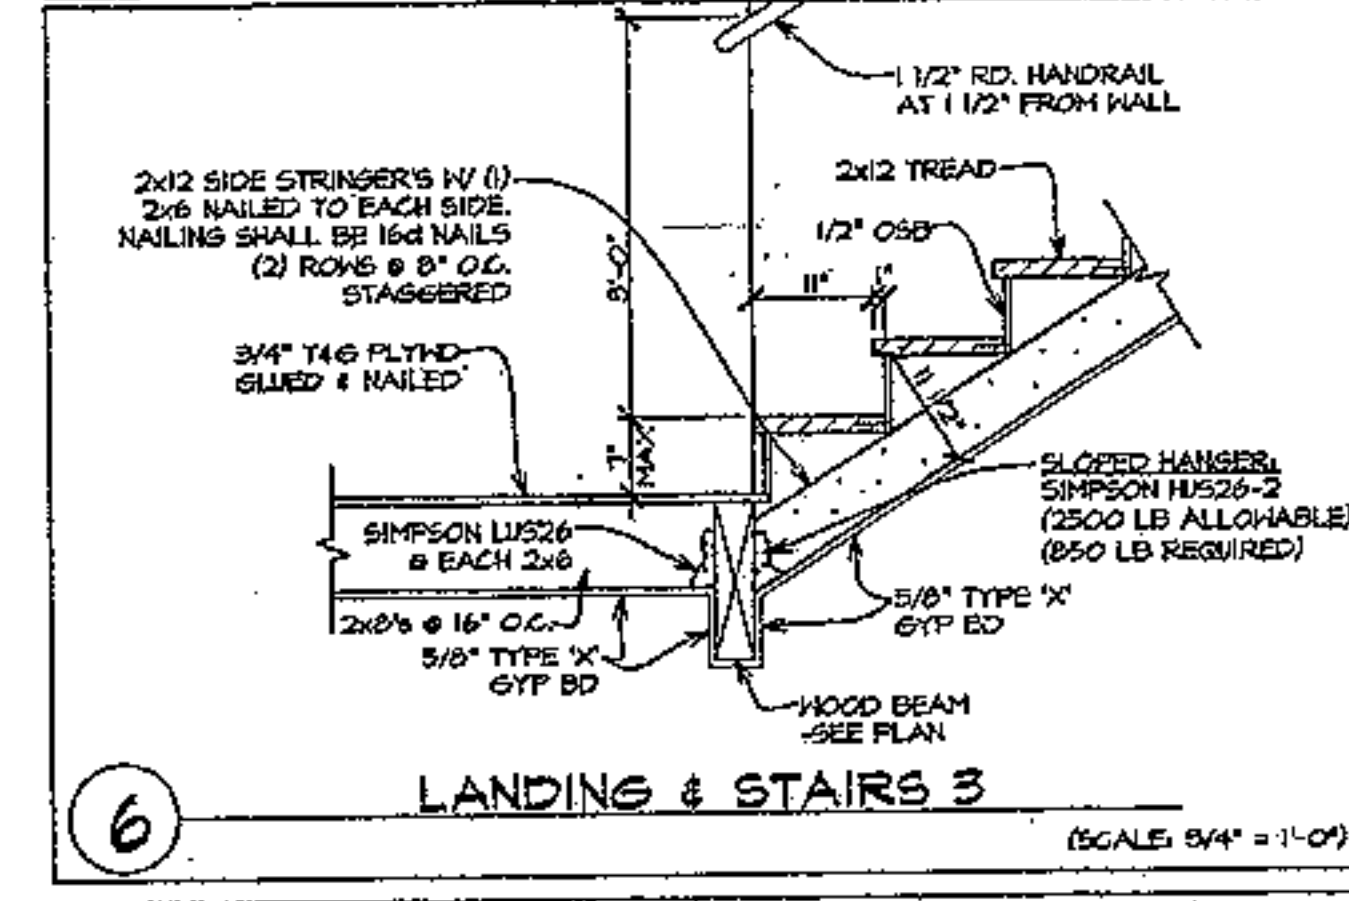 1 1/2" RD. HANDRAIL
AT 1 1/2" FROM WALL
2x12 SIDE STRINGER'S W/ (1)
2x6 NAILED TO EACH SIDE.
NAILING SHALL BE 16d NAILS
(2) ROWS @ 8" O.C.
STAGGERED
2x12 TREAD
1/2" OSB
11"
1"
3/4" T&G PLYWD
GLUED & NAILED
7"
MAX.
11 1/2"
SLOPED HANGER:
SIMPSON HUS26-2
(2500 LB ALLOWABLE)
(850 LB REQUIRED)
SIMPSON LUS26
@ EACH 2x6
2x8's @ 16" O.C.
5/8" TYPE 'X'
GYP BD
5/8" TYPE 'X'
GYP BD
WOOD BEAM
-SEE PLAN
LANDING & STAIRS 3
6
(SCALE: 3/4" = 1'-0")